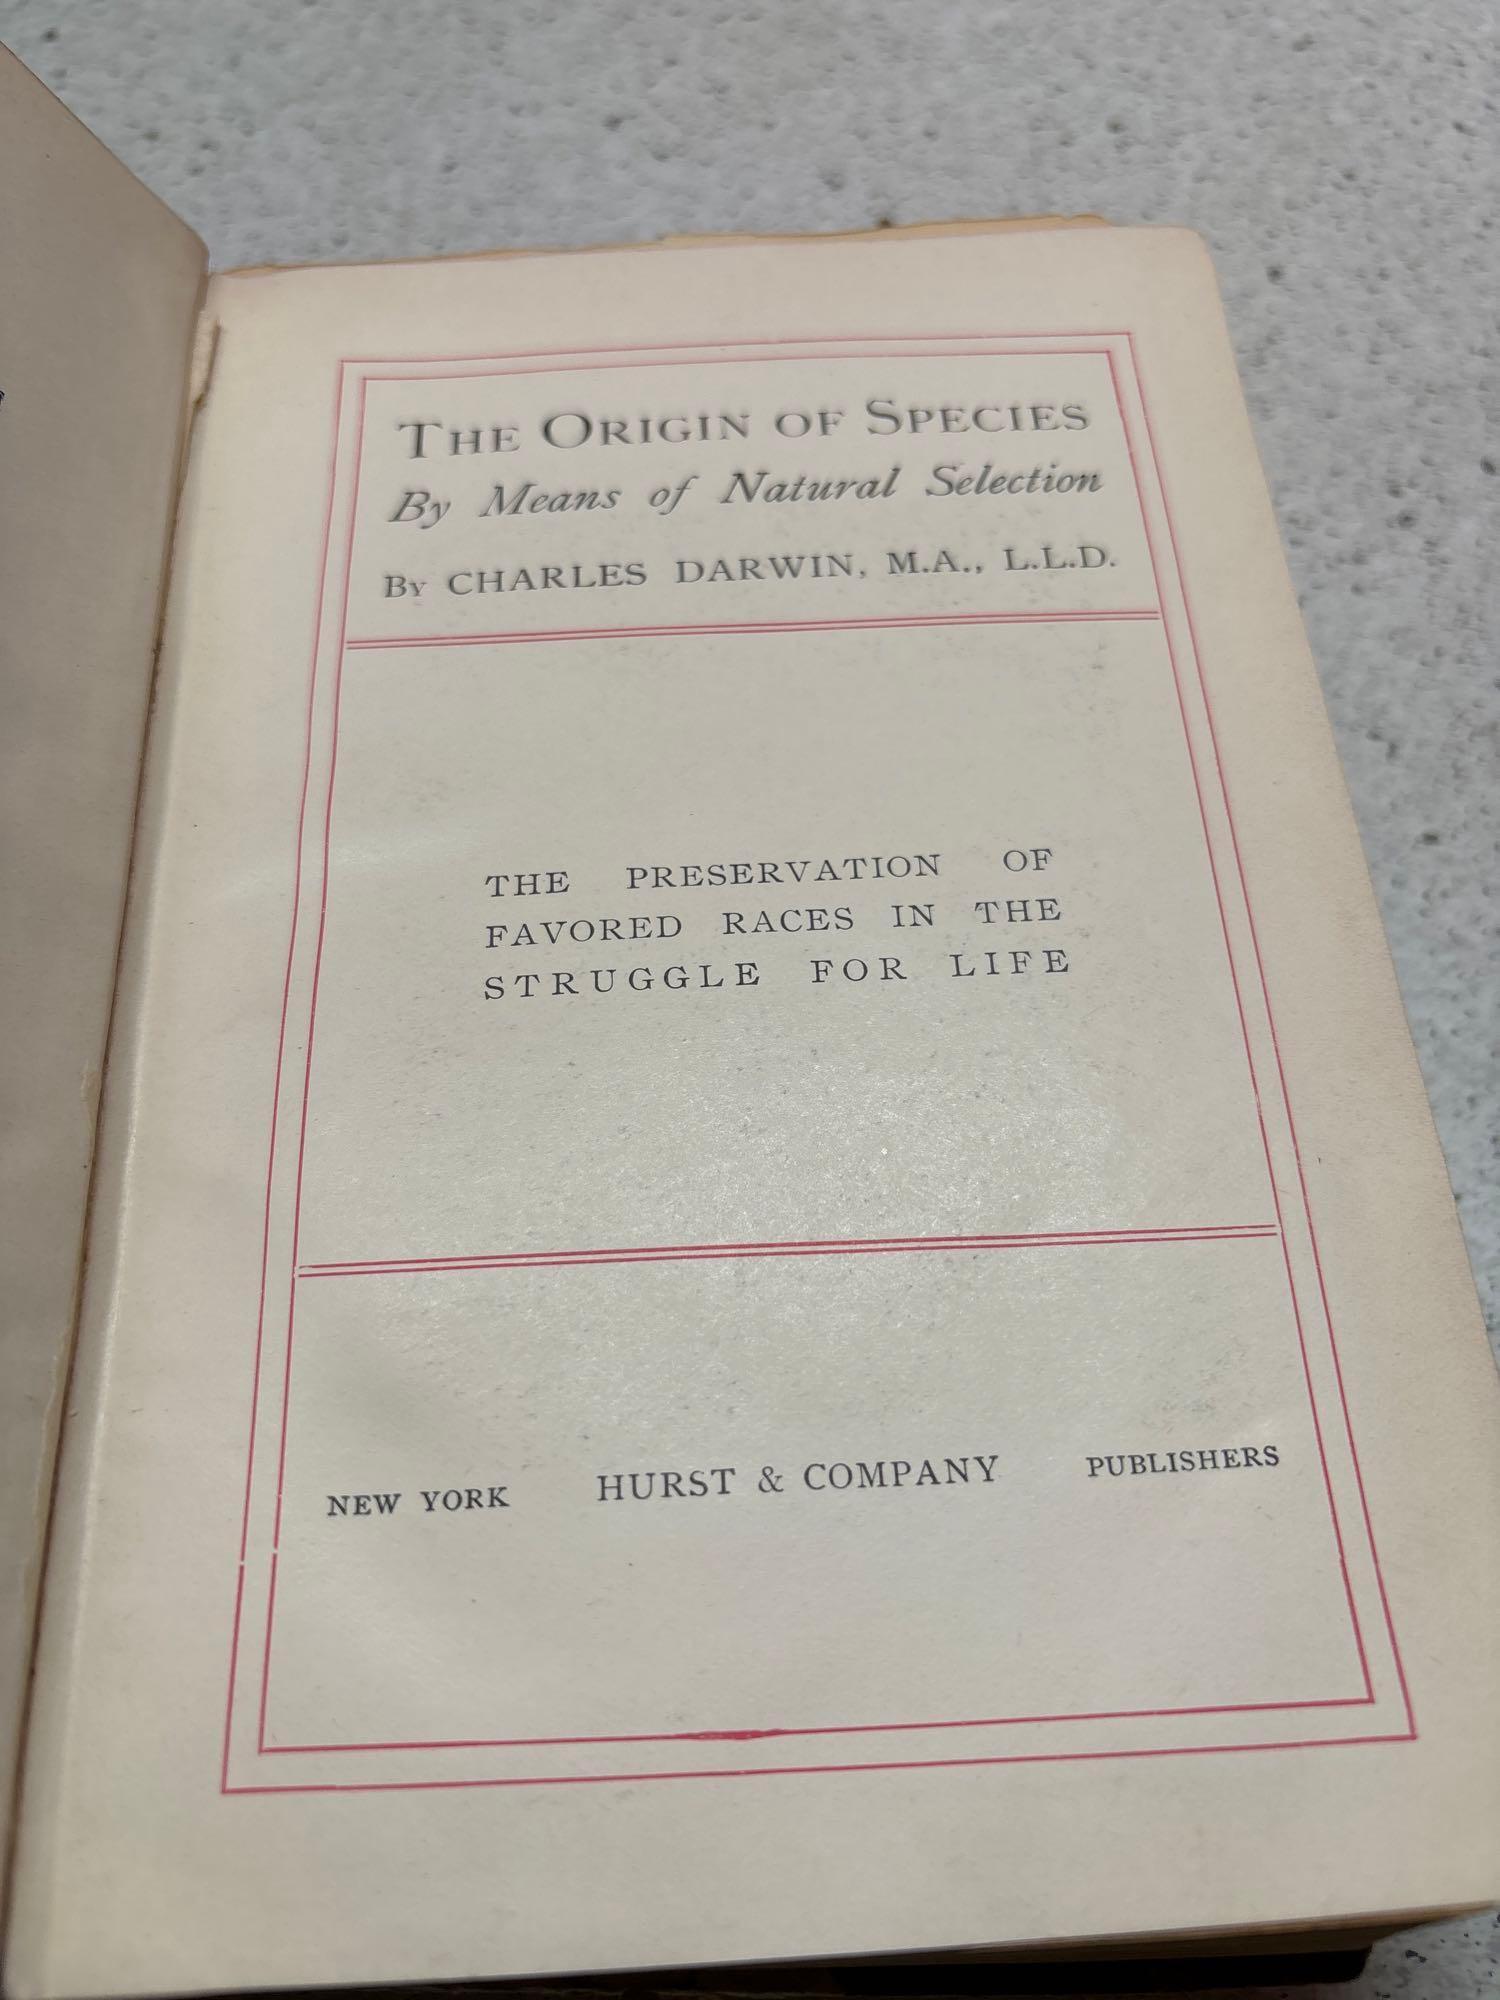 THE ORIGIN OF SPECIES
By Means of Natural Selection
BY CHARLES DARWIN, M.A., L.L.D.
THE PRESERVATION OF
FAVORED RACES IN THE
STRUGGLE FOR LIFE
NEW YORK HURST & COMPANY PUBLISHERS